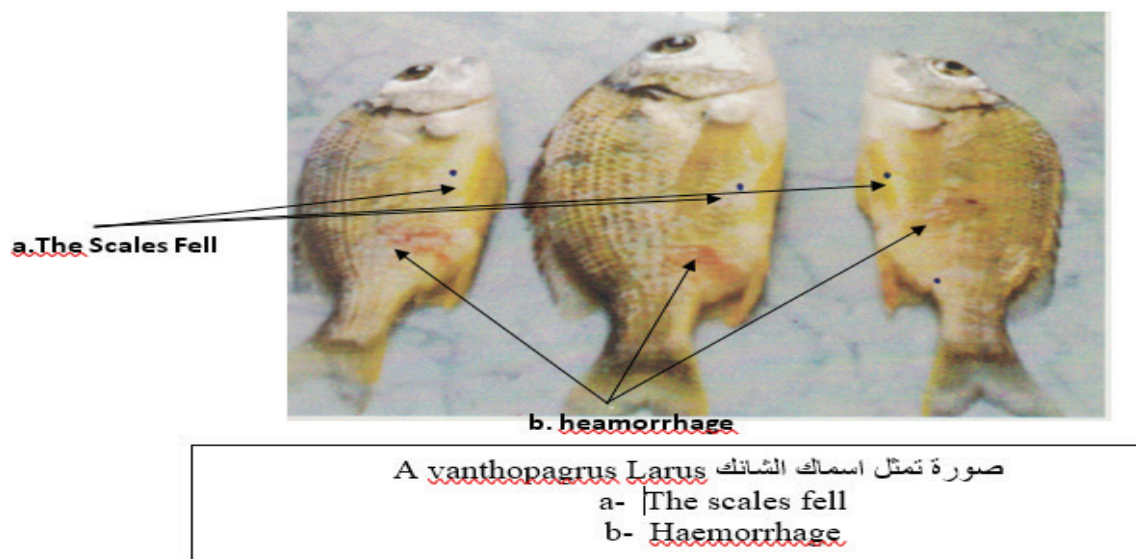 a.The Scales Fell
b. heamorrhage
A vanthopagrus Larus صورة تمثل اسماك الشانك
a- The scales fell
b- Haemorrhage